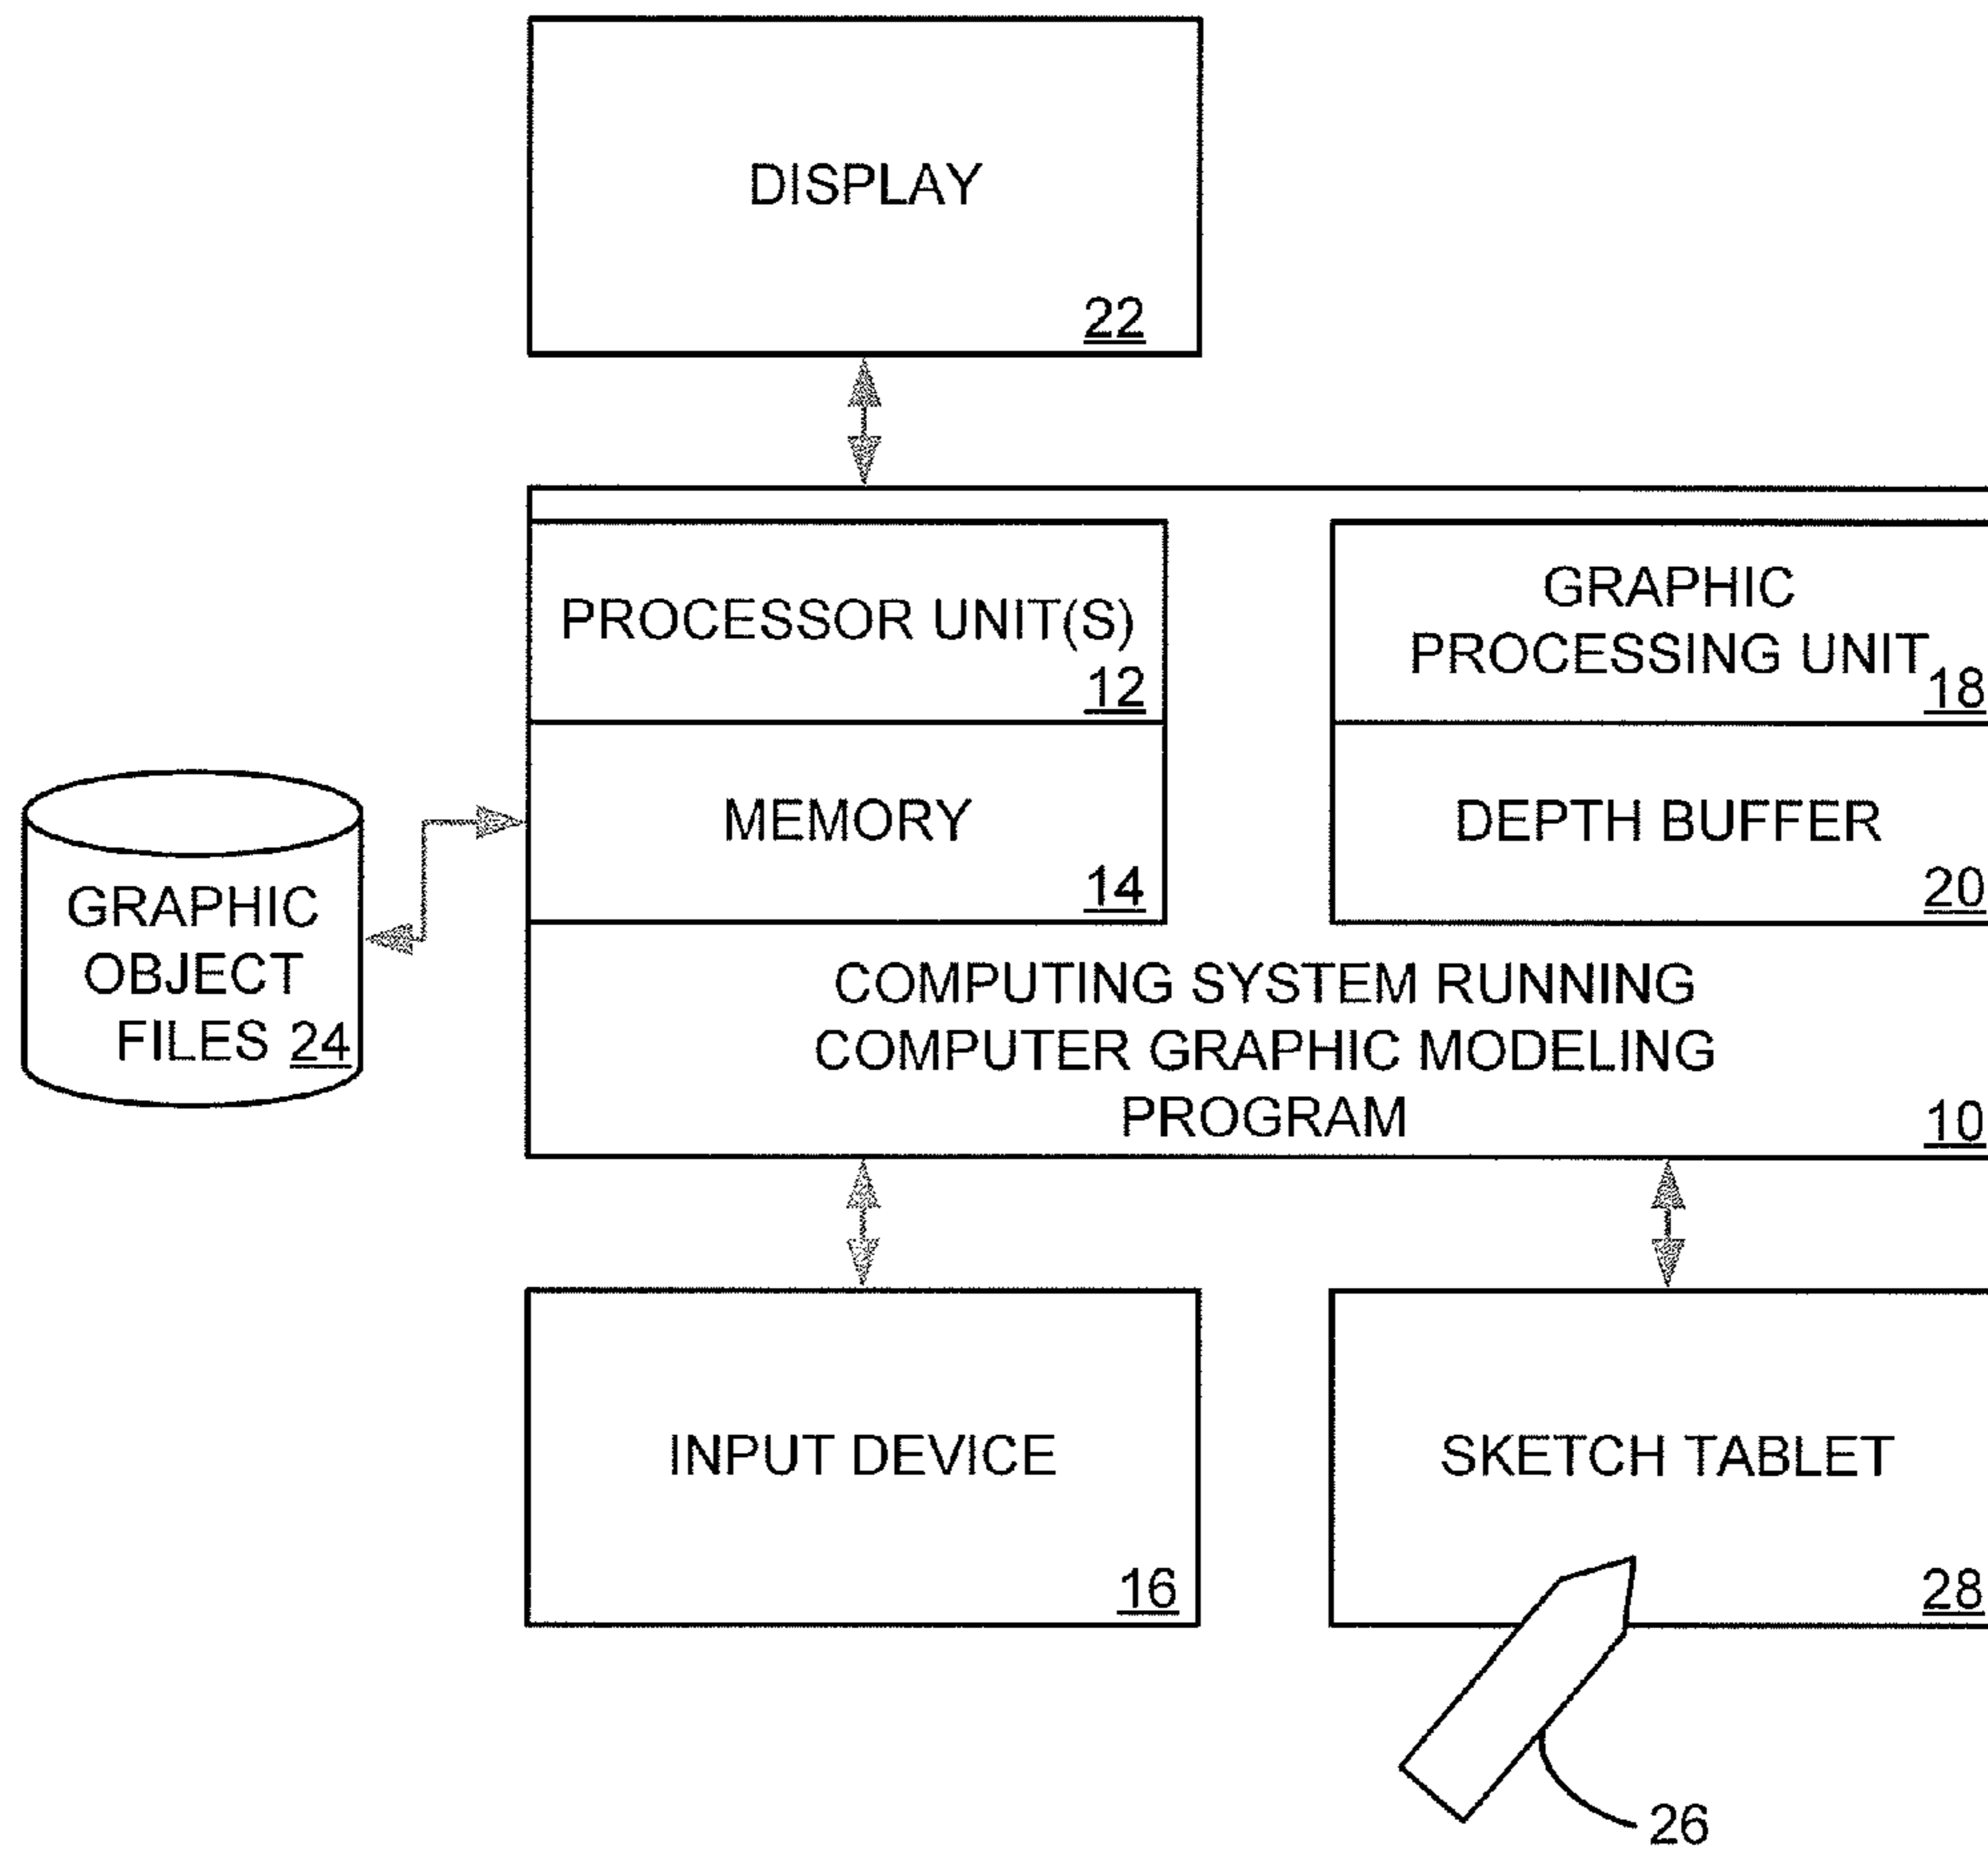 DISPLAY
22
PROCESSOR UNIT(S)
12
GRAPHIC
PROCESSING UNIT
18
MEMORY
14
DEPTH BUFFER
20
GRAPHIC
OBJECT
FILES 24
COMPUTING SYSTEM RUNNING
COMPUTER GRAPHIC MODELING
PROGRAM
10
INPUT DEVICE
16
SKETCH TABLET
28
26